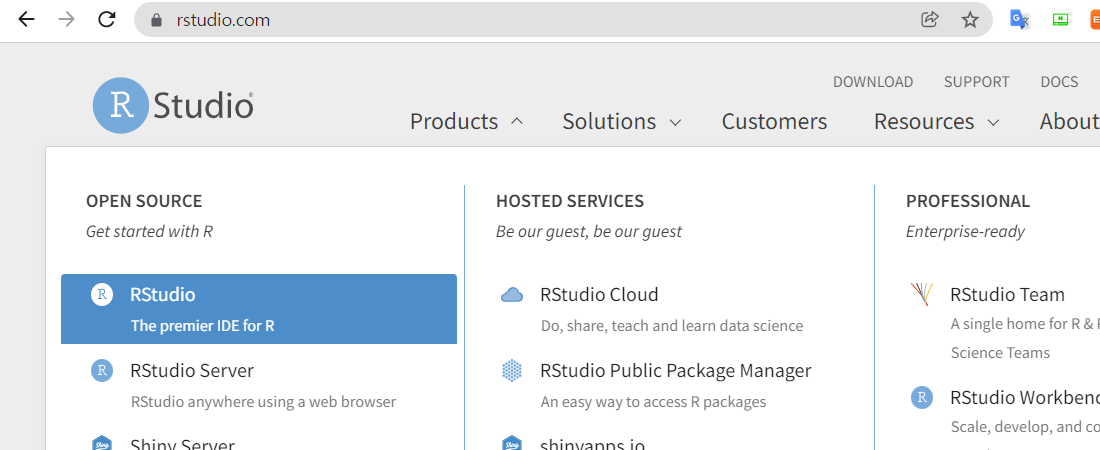 rstudio.com
R Studio®
DOWNLOAD SUPPORT DOCS
Products Solutions Customers Resources About
OPEN SOURCE
Get started with R
R RStudio
The premier IDE for R
R RStudio Server
RStudio anywhere using a web browser
Shiny Shiny Server
HOSTED SERVICES
Be our guest, be our guest
RStudio Cloud
Do, share, teach and learn data science
RStudio Public Package Manager
An easy way to access R packages
Shiny shinyapps.io
PROFESSIONAL
Enterprise-ready
RStudio Team
A single home for R &
Science Teams
R RStudio Workbenc
Scale, develop, and co